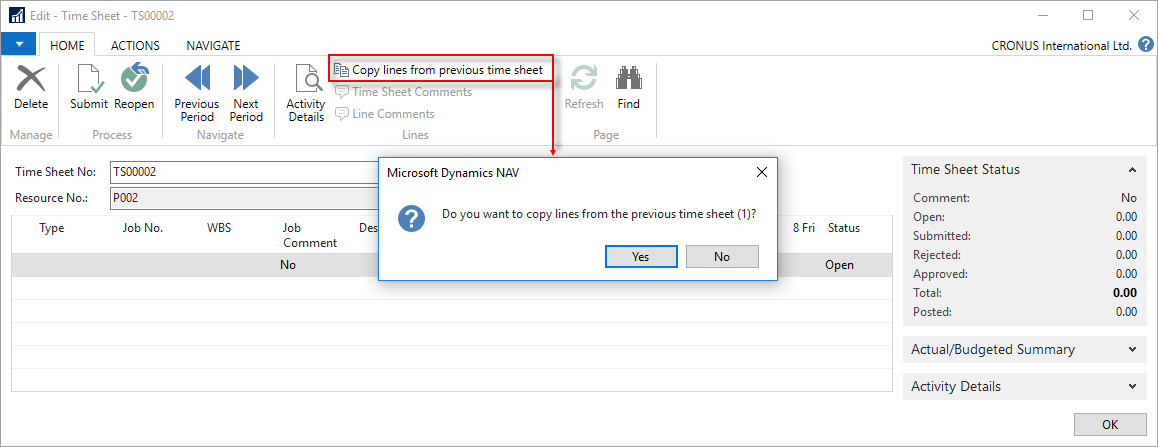 Edit - Time Sheet - TS00002
HOME ACTIONS NAVIGATE CRONUS International Ltd. ?
Delete
Manage
Submit Reopen
Process
Previous Period
Next Period
Navigate
Activity Details
Copy lines from previous time sheet
Time Sheet Comments
Line Comments
Lines
Refresh Find
Page
Time Sheet No: TS00002
Resource No.: P002
Type Job No. WBS Job Comment Des 8 Fri Status
No Open
Microsoft Dynamics NAV
? Do you want to copy lines from the previous time sheet (1)?
Yes No
Time Sheet Status
Comment: No
Open: 0.00
Submitted: 0.00
Rejected: 0.00
Approved: 0.00
Total: 0.00
Posted: 0.00
Actual/Budgeted Summary
Activity Details
OK